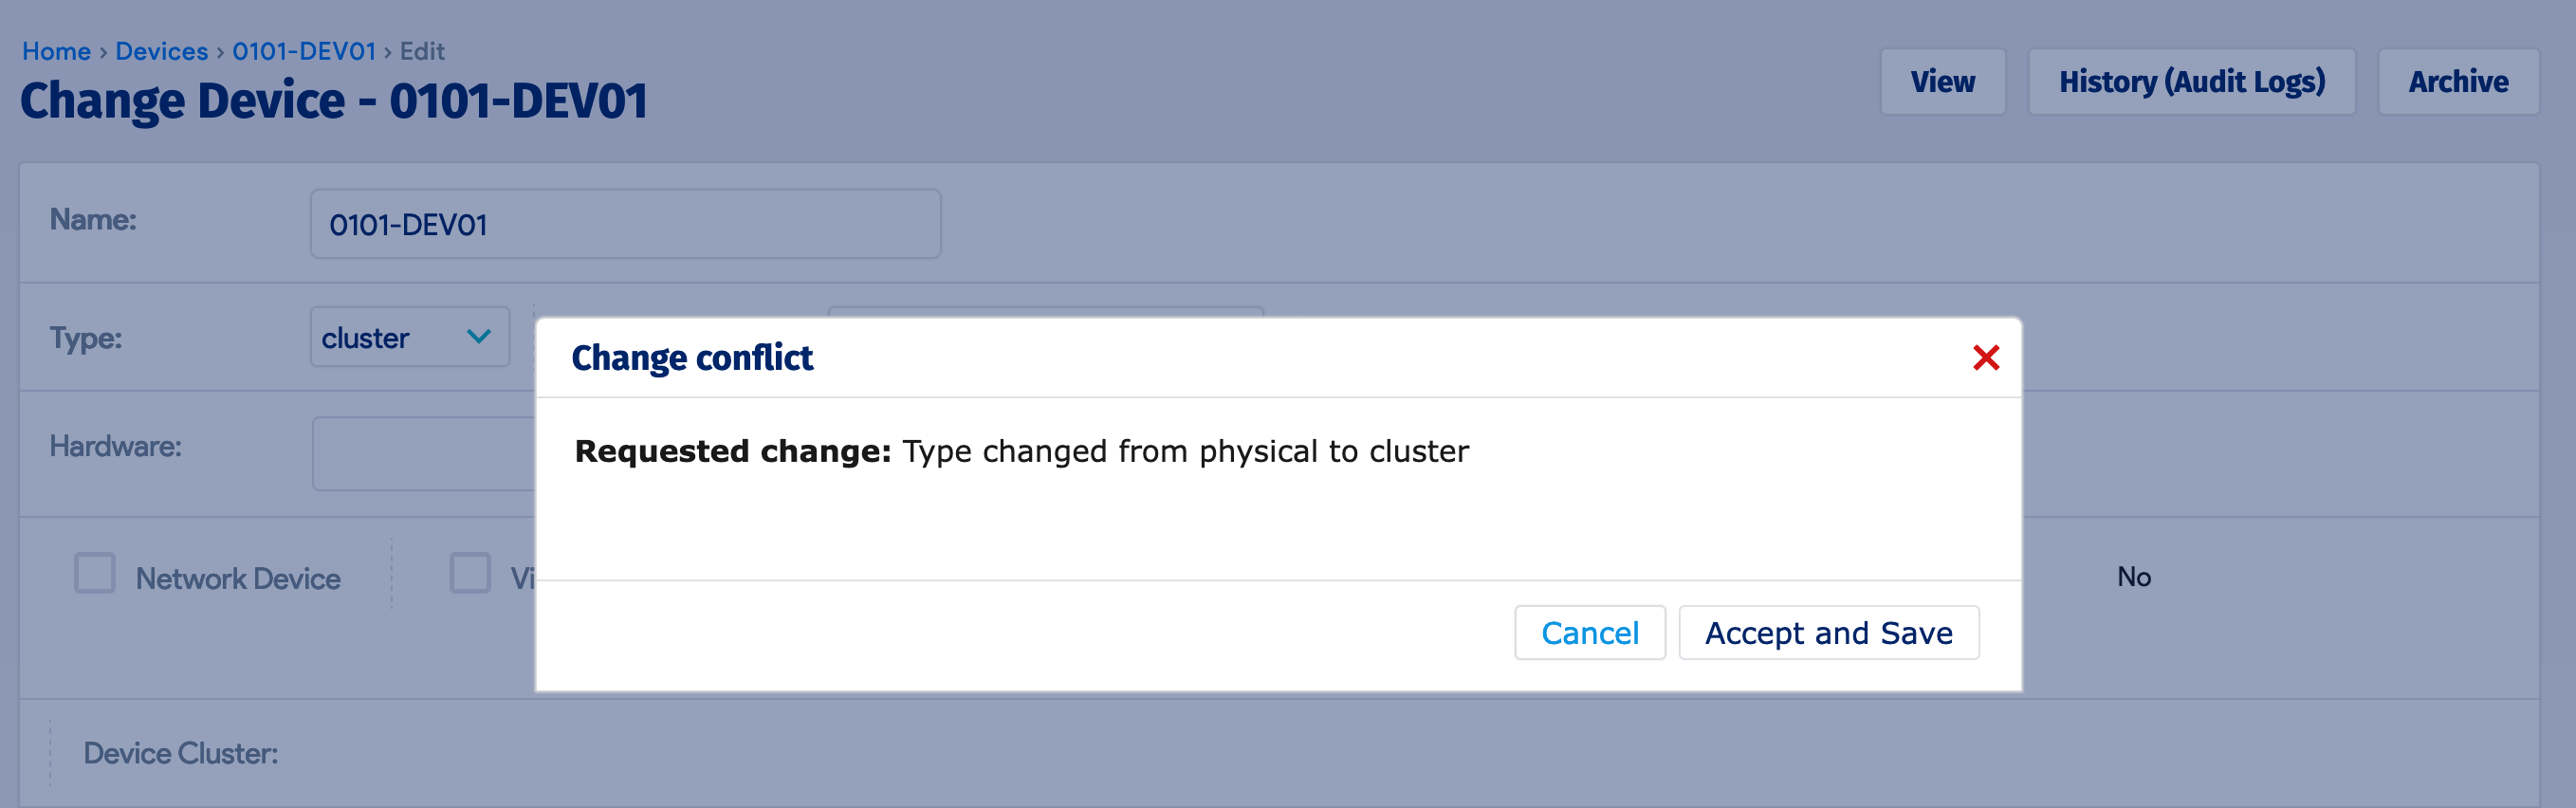 Home › Devices › 0101-DEV01 › Edit
Change Device - 0101-DEV01
View
History (Audit Logs)
Archive
Name:
0101-DEV01
Type:
cluster
Change conflict
Requested change: Type changed from physical to cluster
Hardware:
Network Device
Vi
No
Cancel
Accept and Save
Device Cluster: